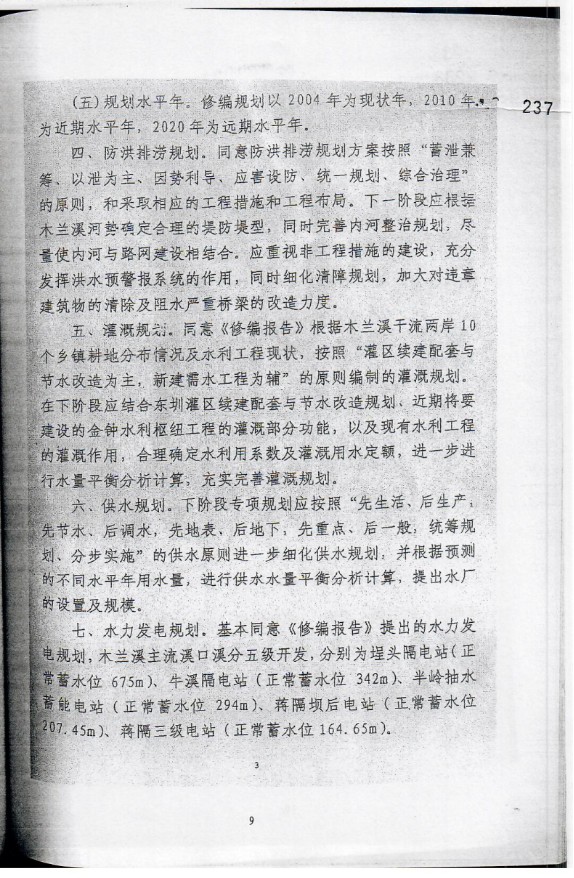 (五)规划水平年。修编规划以 2004 年为现状年，2010 年
237
为近期水平年，2020 年为远期水平年。
四、防洪排涝规划。同意防洪排涝规划方案按照“蓄泄兼
筹、以泄为主、因势利导、应害设防、统一规划、综合治理”
的原则，和采取相应的工程措施和工程布局。下一阶段应根据
木兰溪河势确定合理的堤防堤型，同时完善内河整治规划，尽
量使内河与路网建设相结合。应重视非工程措施的建设，充分
发挥洪水预警报系统的作用，同时细化清障规划，加大对违章
建筑物的清除及阻水严重桥梁的改造力度。
五、灌溉规划。同意《修编报告》根据木兰溪干流两岸 10
个乡镇耕地分布情况及水利工程现状，按照“灌区续建配套与
节水改造为主，新建需水工程为辅”的原则编制的灌溉规划。
在下阶段应结合东圳灌区续建配套与节水改造规划、近期将要
建设的金钟水利枢纽工程的灌溉部分功能，以及现有水利工程
的灌溉作用，合理确定水利用系数及灌溉用水定额，进一步进
行水量平衡分析计算，充实完善灌溉规划。
六、供水规划。下阶段专项规划应按照“先生活、后生产，
先节水、后调水，先地表、后地下，先重点、后一般，统筹规
划、分步实施”的供水原则进一步细化供水规划，并根据预测
的不同水平年用水量，进行供水水量平衡分析计算，提出水厂
的设置及规模。
七、水力发电规划。基本同意《修编报告》提出的水力发
电规划，木兰溪主流溪口溪分五级开发，分别为埕头隔电站(正
常蓄水位 675m)、牛溪隔电站（正常蓄水位 342m）、半岭抽水
蓄能电站（正常蓄水位 294m）、蒋隔坝后电站（正常蓄水位
207.45m）、蒋隔三级电站（正常蓄水位 164.65m）。
3
9